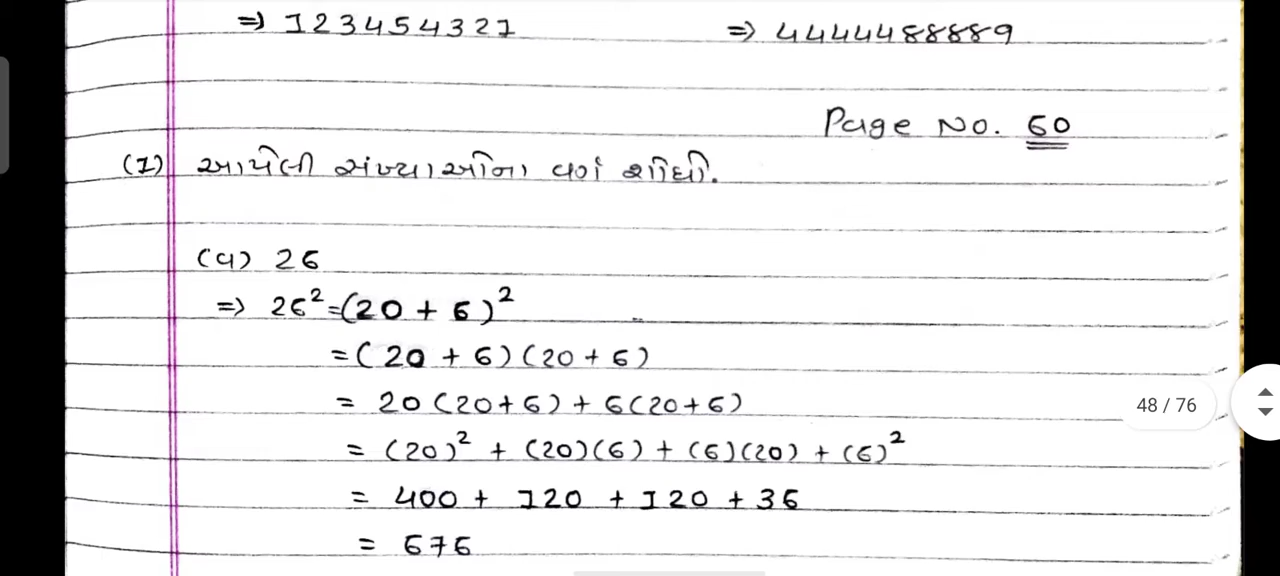 => 123454321 => 4444488889
Page No. 60
(1) આપેલી સંખ્યાઓના વર્ગ શોધો.
(a) 26
=> 26² = (20 + 6)²
= (20 + 6) (20 + 6)
= 20 (20+6) + 6(20+6)
= (20)² + (20)(6) + (6)(20) + (6)²
48 / 76
= 400 + 120 + 120 + 36
= 676